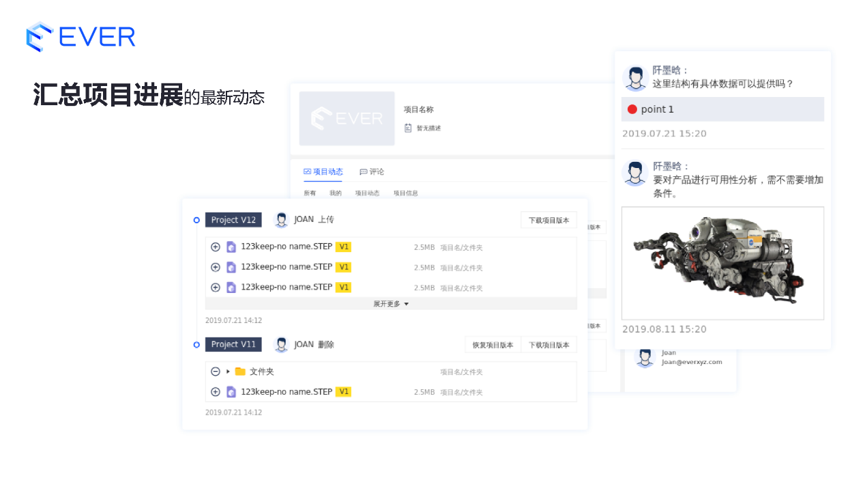 EVER
汇总项目进展的最新动态
EVER
项目名称
暂无描述
项目动态 评论
所有 我的 项目动态 项目信息
Project V12 JOAN 上传 下载项目版本
123keep-no name.STEP V1 2.5MB 项目名/文件夹
123keep-no name.STEP V1 2.5MB 项目名/文件夹
123keep-no name.STEP V1 2.5MB 项目名/文件夹
展开更多
2019.07.21 14:12
Project V11 JOAN 删除 恢复项目版本 下载项目版本
文件夹 项目名/文件夹
123keep-no name.STEP V1 2.5MB 项目名/文件夹
2019.07.21 14:12
阡墨晗：
这里结构有具体数据可以提供吗？
point 1
2019.07.21 15:20
阡墨晗：
要对产品进行可用性分析，需不需要增加
条件。
2019.08.11 15:20
Joan
Joan@everxyz.com